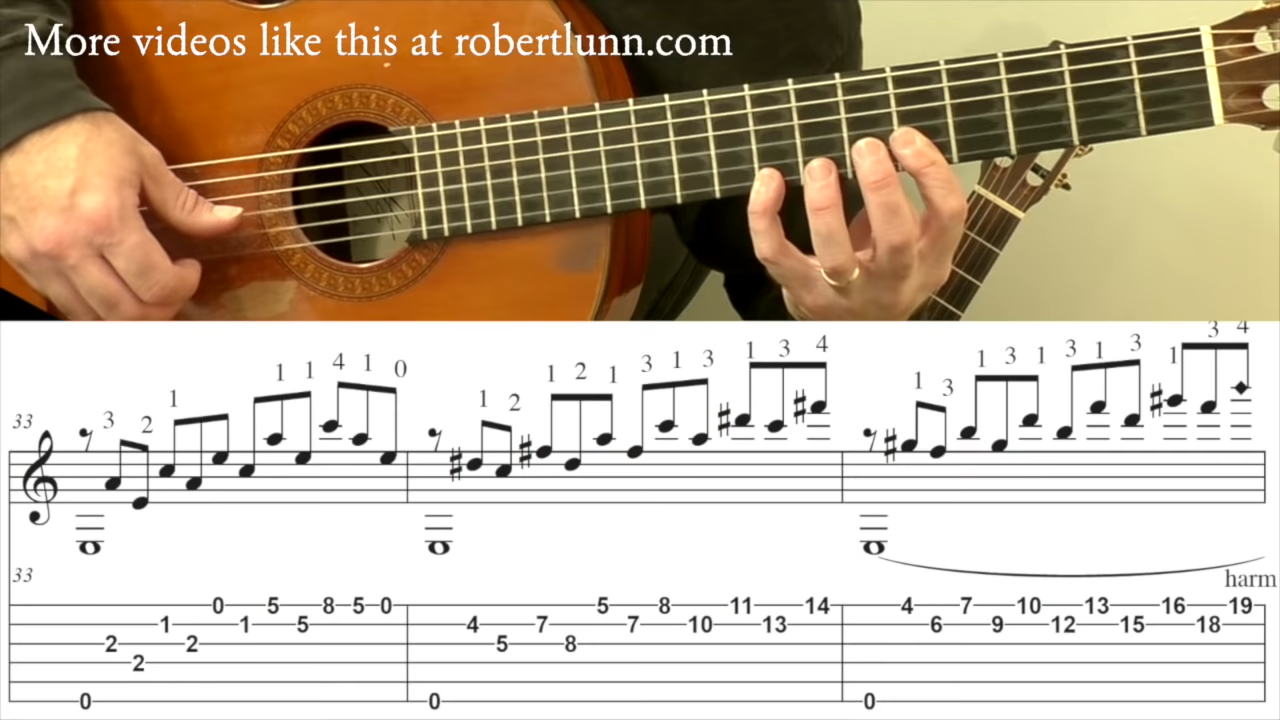 More videos like this at robertlunn.com
3 4
1 3 4 1 3 1 3 1 3 1
1 1 4 1 0 1 2 1 3 1 3
3 2 1 1 2
33
33
harm
0 5 8 5 0 5 8 11 14 4 7 10 13 16 19
1 1 5 4 7 7 10 13 6 9 12 15 18
2 2 5 8
2
0 0 0